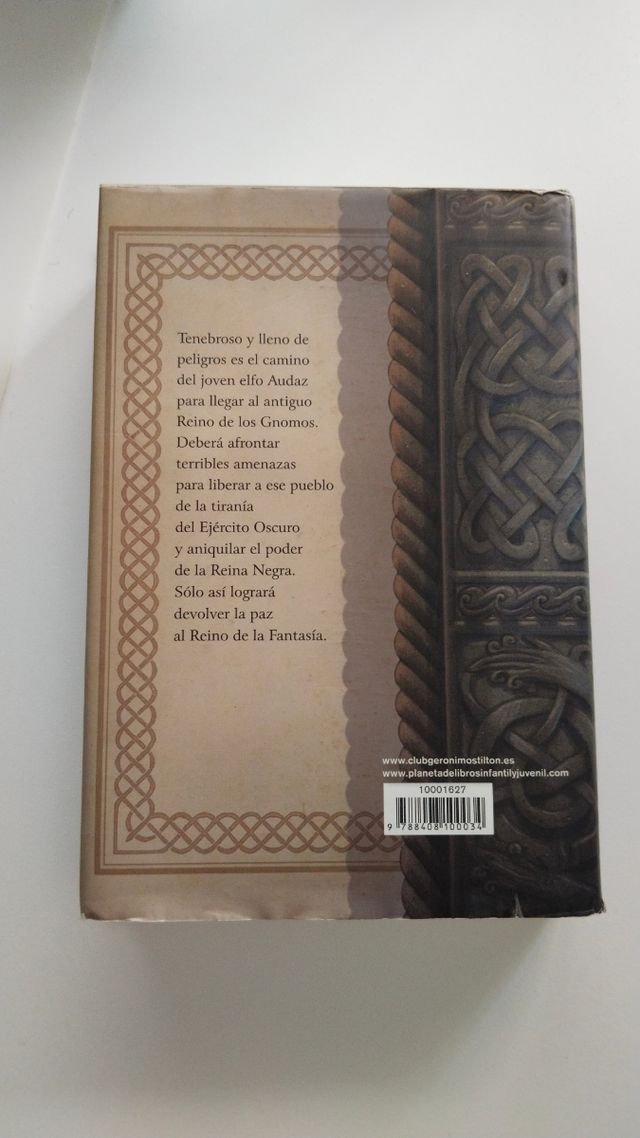 Tenebroso y lleno de
peligros es el camino
del joven elfo Audaz
para llegar al antiguo
Reino de los Gnomos.
Deberá afrontar
terribles amenazas
para liberar a ese pueblo
de la tiranía
del Ejército Oscuro
y aniquilar el poder
de la Reina Negra.
Sólo así logrará
devolver la paz
al Reino de la Fantasía.
www.clubgeronimostilton.es
www.planetadelibrosinfantilyjuvenil.com
10001627
9 788408 100034